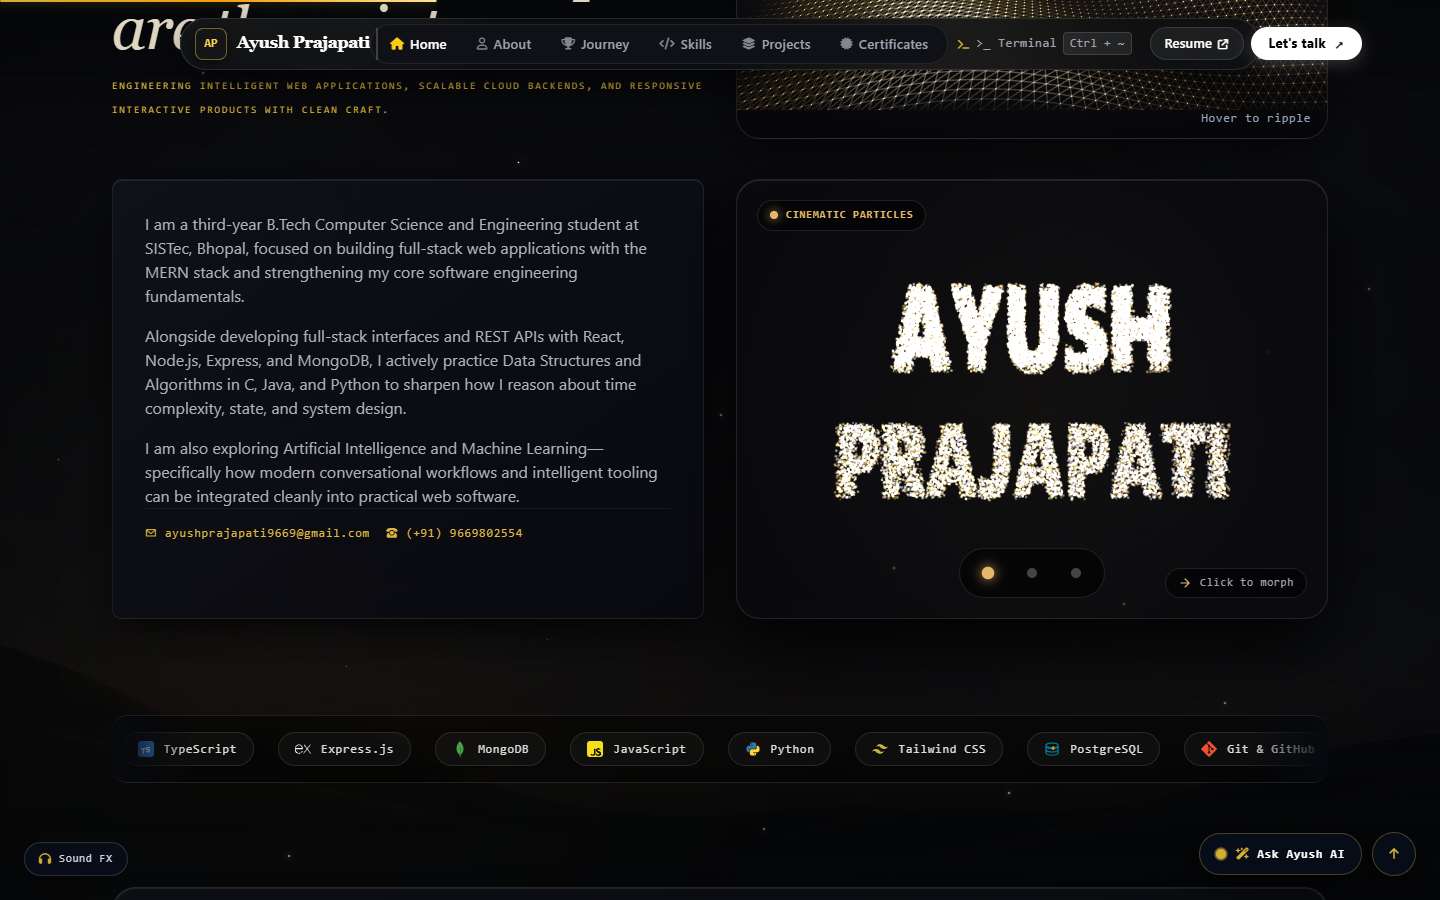 AP
Ayush Prajapati
Home
About
Journey
Skills
Projects
Certificates
>_ Terminal
Ctrl + ~
Resume
Let's talk ↗
ENGINEERING INTELLIGENT WEB APPLICATIONS, SCALABLE CLOUD BACKENDS, AND RESPONSIVE
INTERACTIVE PRODUCTS WITH CLEAN CRAFT.
Hover to ripple
I am a third-year B.Tech Computer Science and Engineering student at
SISTec, Bhopal, focused on building full-stack web applications with the
MERN stack and strengthening my core software engineering
fundamentals.
Alongside developing full-stack interfaces and REST APIs with React,
Node.js, Express, and MongoDB, I actively practice Data Structures and
Algorithms in C, Java, and Python to sharpen how I reason about time
complexity, state, and system design.
I am also exploring Artificial Intelligence and Machine Learning—
specifically how modern conversational workflows and intelligent tooling
can be integrated cleanly into practical web software.
ayushprajapati9669@gmail.com
(+91) 9669802554
CINEMATIC PARTICLES
AYUSH
PRAJAPATI
Click to morph
TS TypeScript
ex Express.js
MongoDB
JS JavaScript
Python
Tailwind CSS
PostgreSQL
Git & GitHub
Sound FX
Ask Ayush AI